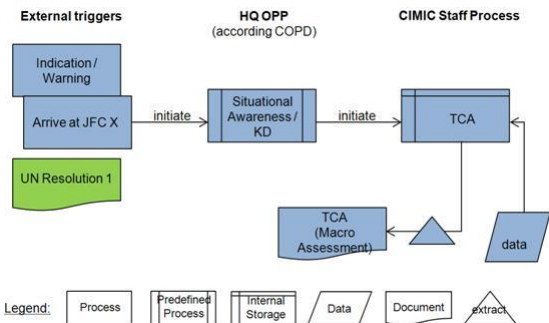 External triggers
HQ OPP
(according COPD)
CIMIC Staff Process
Indication /
Warning
Arrive at JFC X
initiate
Situational
Awareness /
KD
initiate
TCA
UN Resolution 1
TCA
(Macro
Assessment)
data
Legend:
Process
Predefined
Process
Internal
Storage
Data
Document
extract